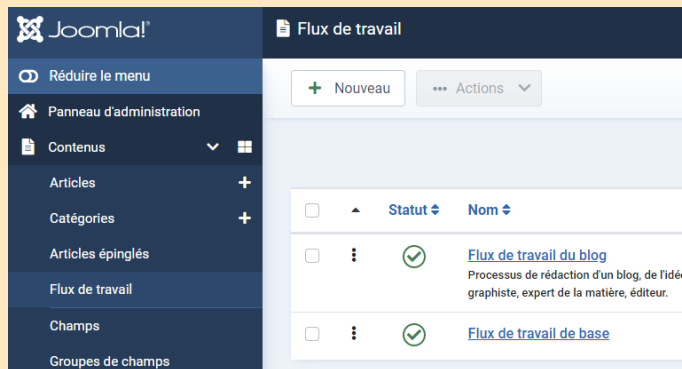 Joomla!
Flux de travail
Réduire le menu
Nouveau
Actions
Panneau d'administration
Contenus
Articles
Catégories
Articles épinglés
Flux de travail
Champs
Groupes de champs
Statut
Nom
Flux de travail du blog
Processus de rédaction d'un blog, de l'idée
graphiste, expert de la matière, éditeur.
Flux de travail de base